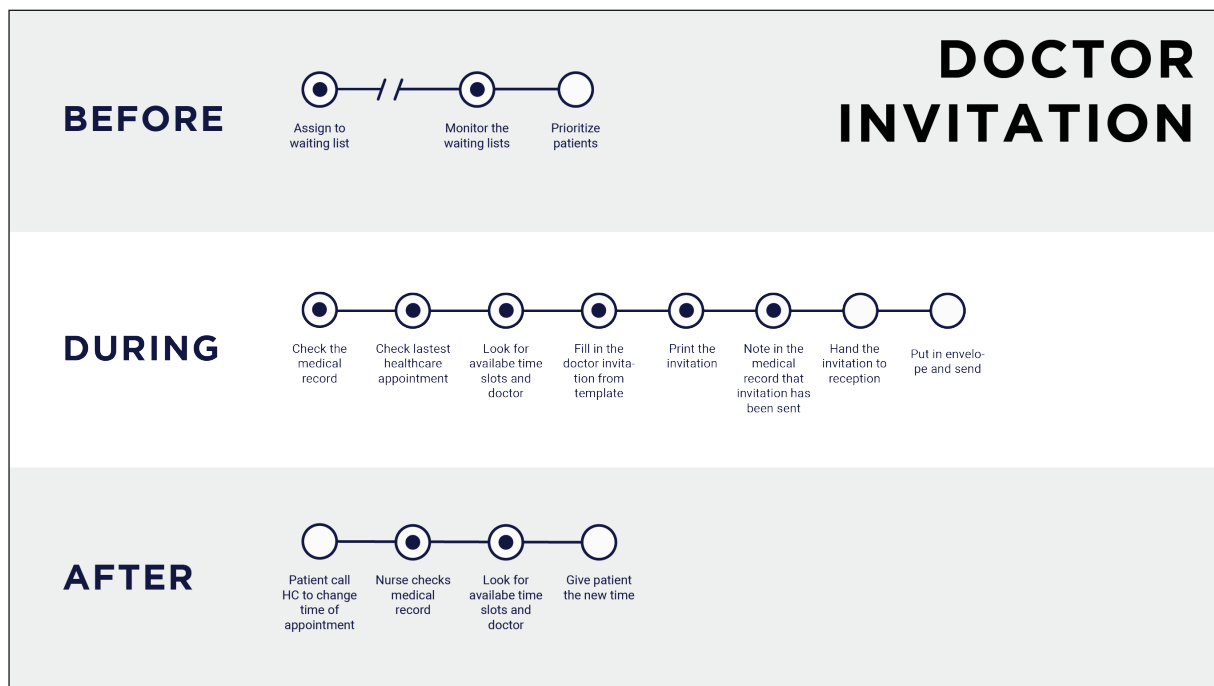 DOCTOR
INVITATION
BEFORE
Assign to
waiting list
Monitor the
waiting lists
Prioritize
patients
DURING
Check the
medical
record
Check lastest
healthcare
appointment
Look for
availabe time
slots and
doctor
Fill in the
doctor invita-
tion from
template
Print the
invitation
Note in the
medical
record that
invitation has
been sent
Hand the
invitation to
reception
Put in envelo-
pe and send
AFTER
Patient call
HC to change
time of
appointment
Nurse checks
medical
record
Look for
availabe time
slots and
doctor
Give patient
the new time